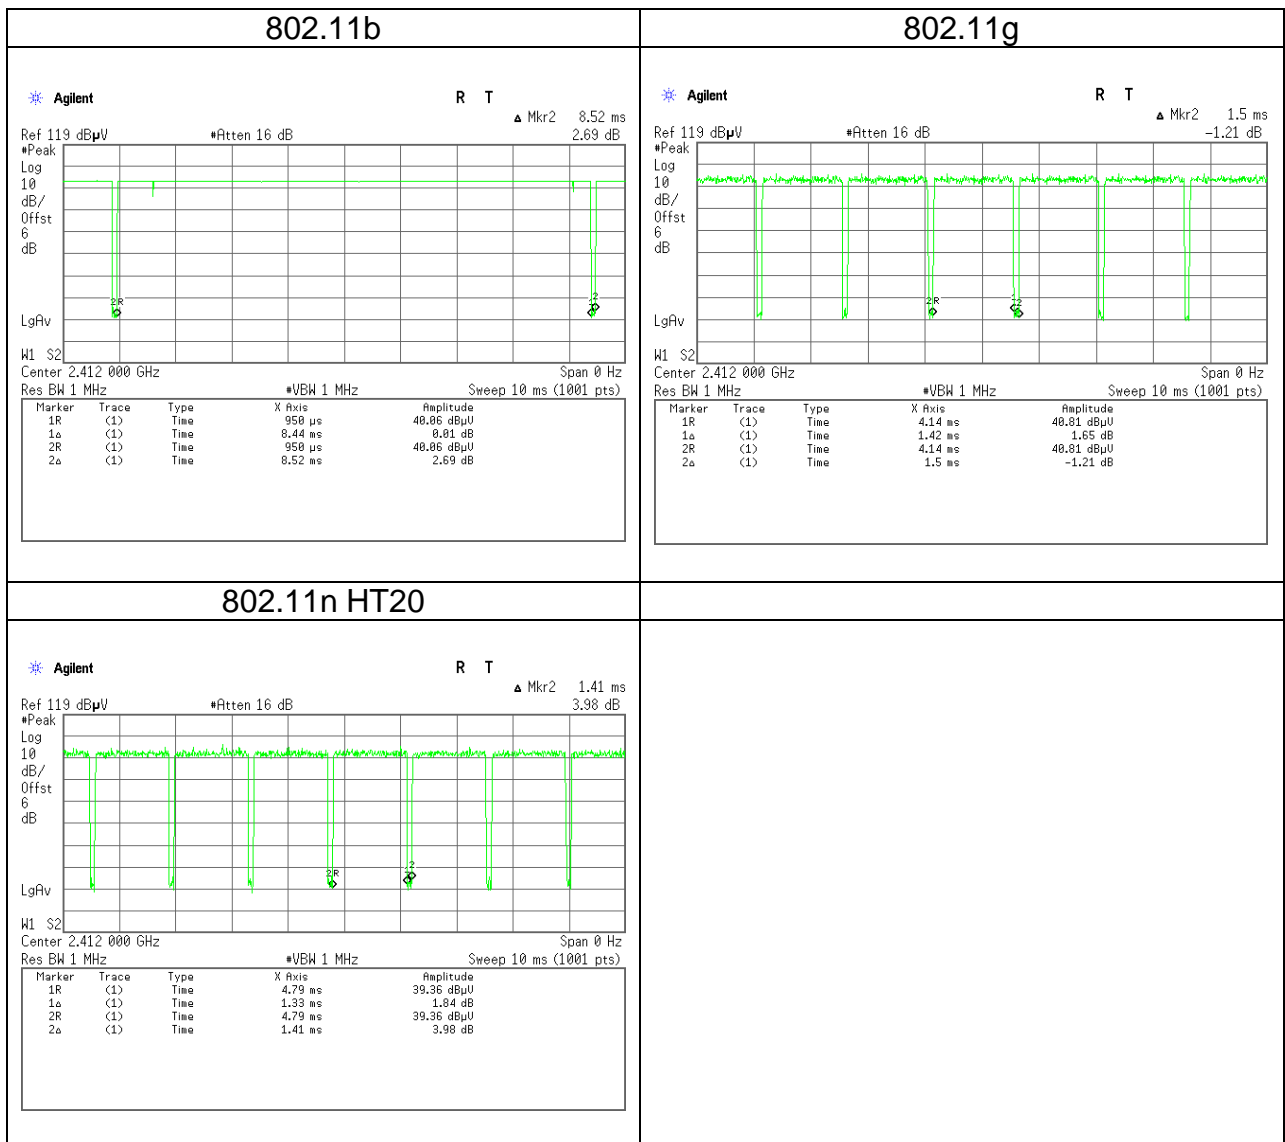 802.11b
802.11g
Agilent R T
Δ Mkr2 8.52 ms
Ref 119 dBµV #Atten 16 dB 2.69 dB
#Peak
Log
10
dB/
Offst
6
dB
2R
1
2
LgAv
W1 S2
Center 2.412 000 GHz Span 0 Hz
Res BW 1 MHz #VBW 1 MHz Sweep 10 ms (1001 pts)
Marker Trace Type X Axis Amplitude
1R (1) Time 950 µs 40.06 dBµV
1Δ (1) Time 8.44 ms 0.01 dB
2R (1) Time 950 µs 40.06 dBµV
2Δ (1) Time 8.52 ms 2.69 dB
Agilent R T
Δ Mkr2 1.5 ms
Ref 119 dBµV #Atten 16 dB -1.21 dB
#Peak
Log
10
dB/
Offst
6
dB
2R
1
2
LgAv
W1 S2
Center 2.412 000 GHz Span 0 Hz
Res BW 1 MHz #VBW 1 MHz Sweep 10 ms (1001 pts)
Marker Trace Type X Axis Amplitude
1R (1) Time 4.14 ms 40.81 dBµV
1Δ (1) Time 1.42 ms 1.65 dB
2R (1) Time 4.14 ms 40.81 dBµV
2Δ (1) Time 1.5 ms -1.21 dB
802.11n HT20
Agilent R T
Δ Mkr2 1.41 ms
Ref 119 dBµV #Atten 16 dB 3.98 dB
#Peak
Log
10
dB/
Offst
6
dB
2R
1
2
LgAv
W1 S2
Center 2.412 000 GHz Span 0 Hz
Res BW 1 MHz #VBW 1 MHz Sweep 10 ms (1001 pts)
Marker Trace Type X Axis Amplitude
1R (1) Time 4.79 ms 39.36 dBµV
1Δ (1) Time 1.33 ms 1.84 dB
2R (1) Time 4.79 ms 39.36 dBµV
2Δ (1) Time 1.41 ms 3.98 dB